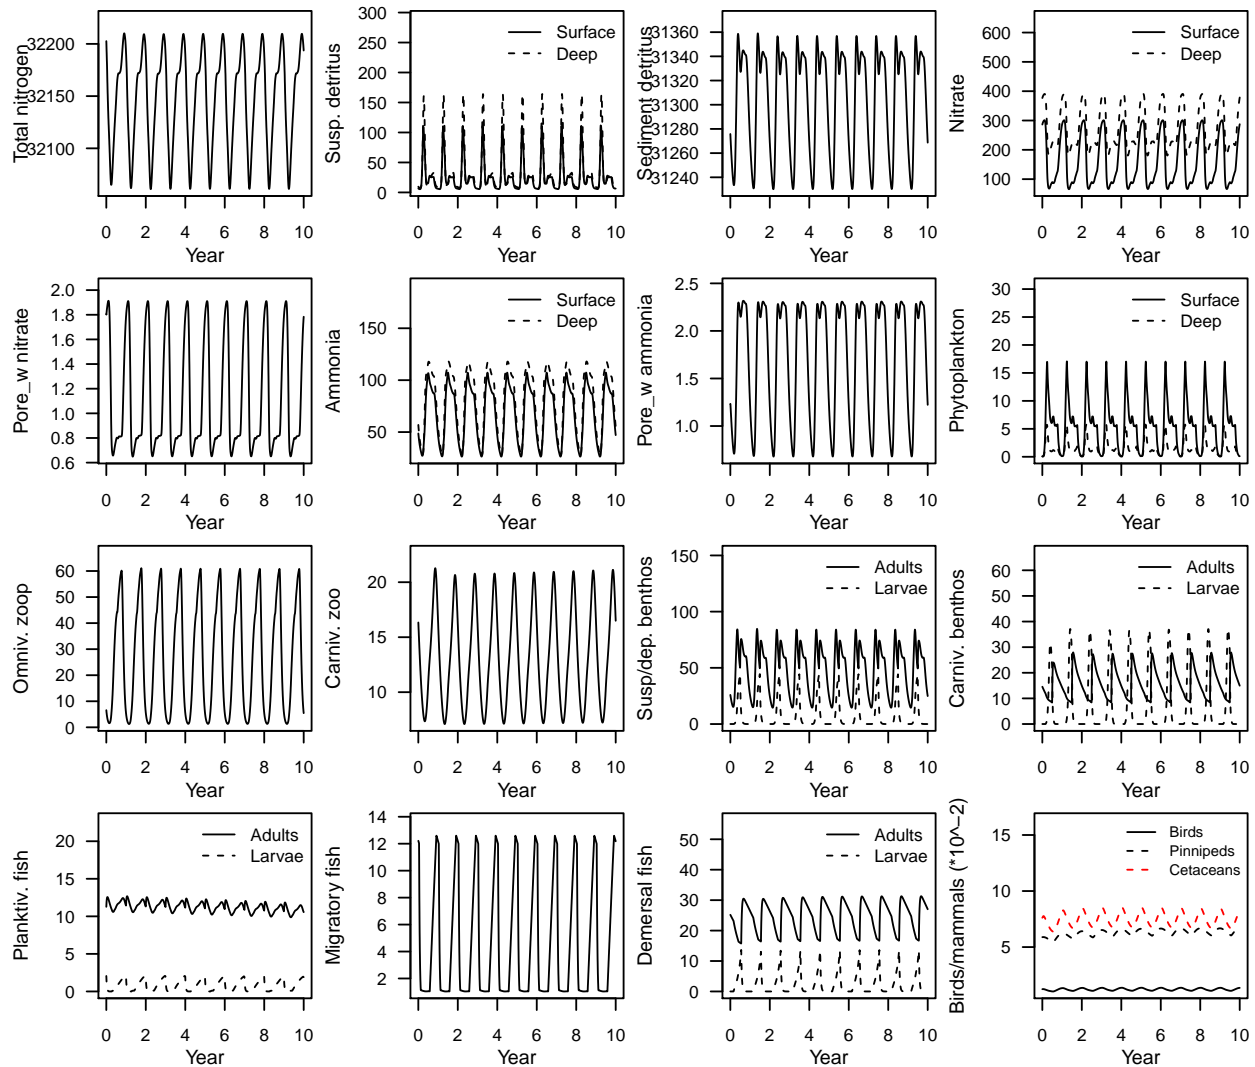 Total nitrogen
32200
32150
32100
0 2 4 6 8 10
Year
Susp. detritus
300
250
200
150
100
50
0
Surface
Deep
0 2 4 6 8 10
Year
Sediment detritus
31360
31340
31300
31260
31240
0 2 4 6 8 10
Year
Nitrate
600
500
400
300
200
100
Surface
Deep
0 2 4 6 8 10
Year
Pore_w nitrate
2.0
1.8
1.6
1.4
1.2
1.0
0.8
0.6
0 2 4 6 8 10
Year
Ammonia
150
100
50
Surface
Deep
0 2 4 6 8 10
Year
Pore_w ammonia
2.5
2.0
1.5
1.0
0 2 4 6 8 10
Year
Phytoplankton
30
25
20
15
10
5
0
Surface
Deep
0 2 4 6 8 10
Year
Omniv. zoop
60
50
40
30
20
10
0
0 2 4 6 8 10
Year
Carniv. zoo
20
15
10
0 2 4 6 8 10
Year
Susp/dep. benthos
150
100
50
0
Adults
Larvae
0 2 4 6 8 10
Year
Carniv. benthos
60
50
40
30
20
10
0
Adults
Larvae
0 2 4 6 8 10
Year
Planktiv. fish
20
15
10
5
0
Adults
Larvae
0 2 4 6 8 10
Year
Migratory fish
14
12
10
8
6
4
2
0 2 4 6 8 10
Year
Demersal fish
50
40
30
20
10
0
Adults
Larvae
0 2 4 6 8 10
Year
Birds/mammals (*10^−2)
15
10
5
Birds
Pinnipeds
Cetaceans
0 2 4 6 8 10
Year